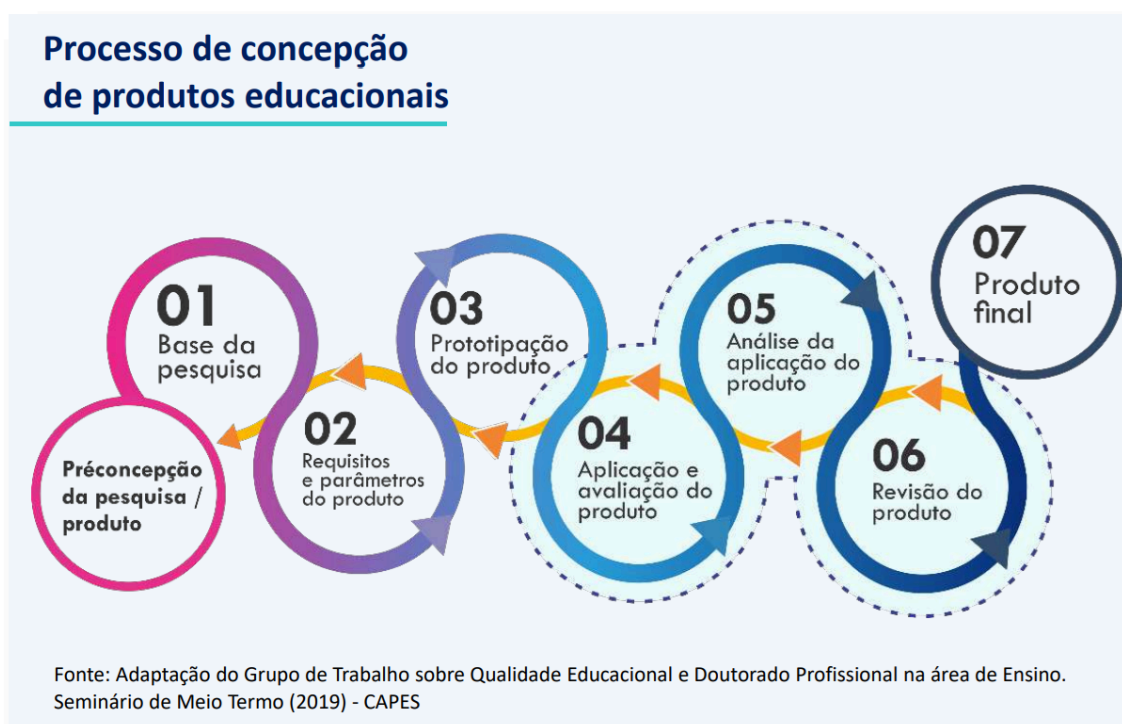 Processo de concepção
de produtos educacionais
Préconcepção
da pesquisa /
produto
01
Base da
pesquisa
02
Requisitos
e parâmetros
do produto
03
Prototipação
do produto
04
Aplicação e
avaliação do
produto
05
Análise da
aplicação do
produto
06
Revisão do
produto
07
Produto
final
Fonte: Adaptação do Grupo de Trabalho sobre Qualidade Educacional e Doutorado Profissional na área de Ensino.
Seminário de Meio Termo (2019) - CAPES